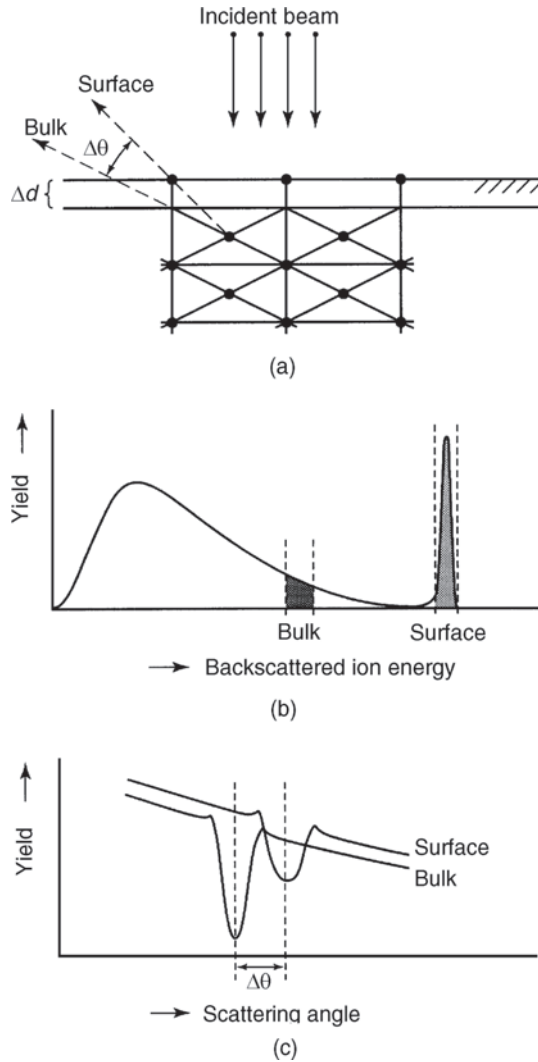 Incident beam
Surface
Bulk
Δθ
Δd
(a)
Yield
Bulk
Surface
Backscattered ion energy
(b)
Yield
Surface
Bulk
Δθ
Scattering angle
(c)